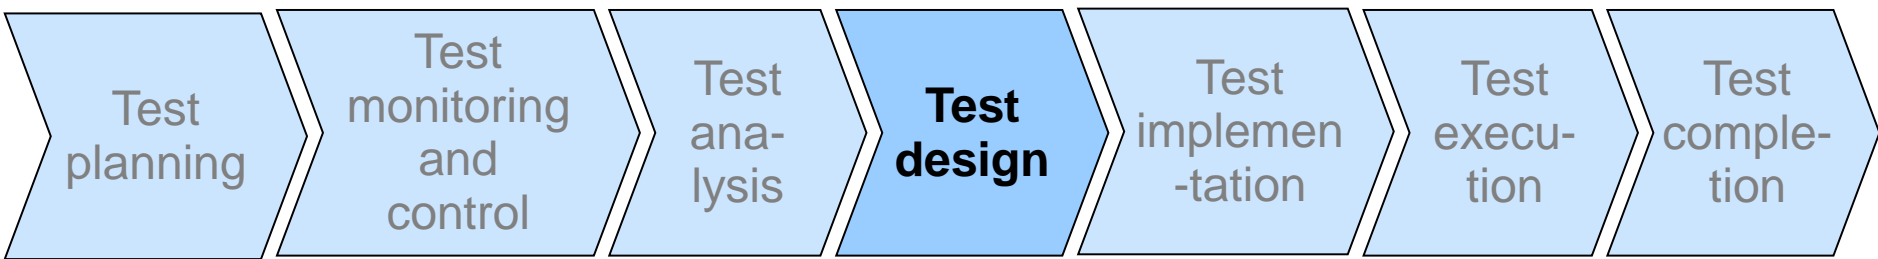 Test
planning
Test
monitoring
and
control
Test
ana-
lysis
Test
design
Test
implemen
-tation
Test
execu-
tion
Test
comple-
tion